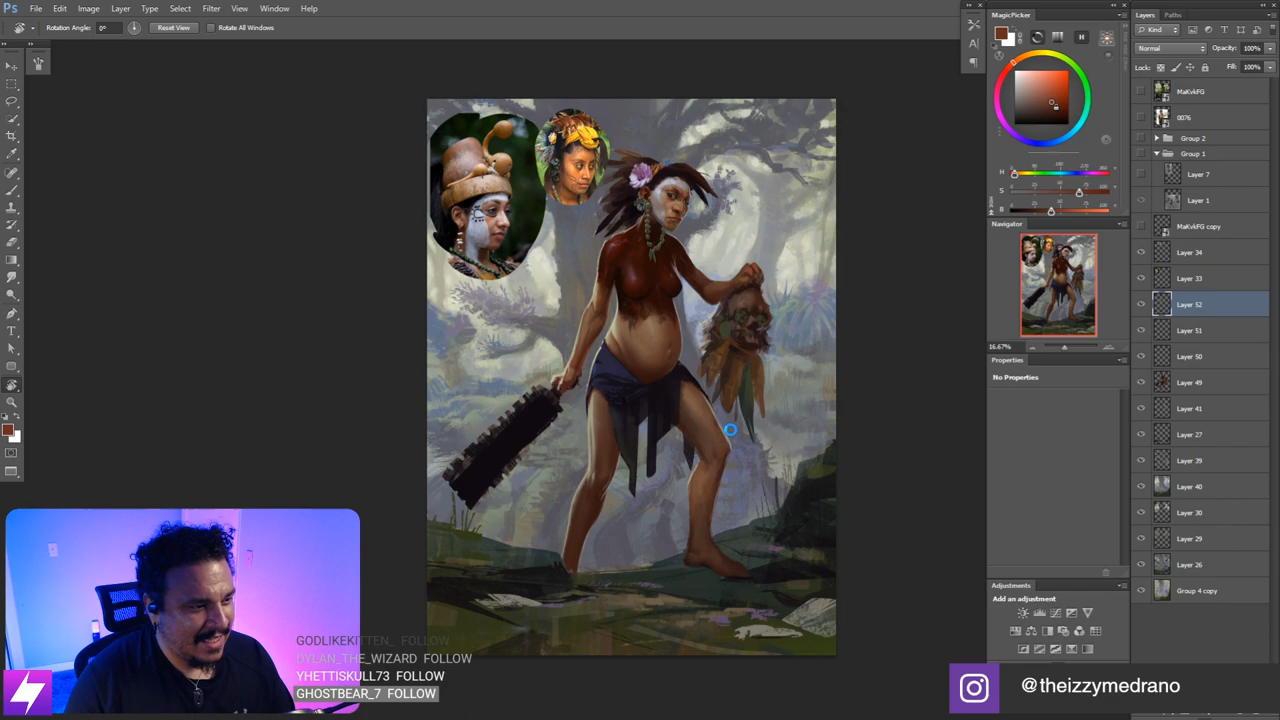 Ps File Edit Image Layer Type Select Filter View Window Help
Rotation Angle: 0° Reset View Rotate All Windows
MagicPicker
H
H
S
B
Navigator
16.67%
Properties
No Properties
Adjustments
Add an adjustment
Layers Paths
Kind
Normal Opacity: 100%
Lock: Fill: 100%
MaKvkFG
0076
Group 2
Group 1
Layer 7
Layer 1
MaKvkFG copy
Layer 34
Layer 33
Layer 52
Layer 51
Layer 50
Layer 49
Layer 41
Layer 27
Layer 39
Layer 40
Layer 30
Layer 29
Layer 26
Group 4 copy
GODLIKEKITTEN_ FOLLOW
DYLAN_THE_WIZARD FOLLOW
YHETTISKULL73 FOLLOW
GHOSTBEAR_7 FOLLOW
@theizzymedrano